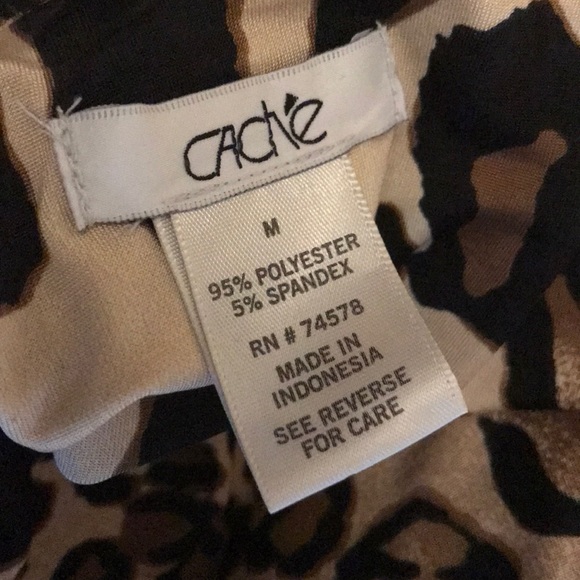 CACHÉ
M
95% POLYESTER
5% SPANDEX
RN # 74578
MADE IN
INDONESIA
SEE REVERSE
FOR CARE